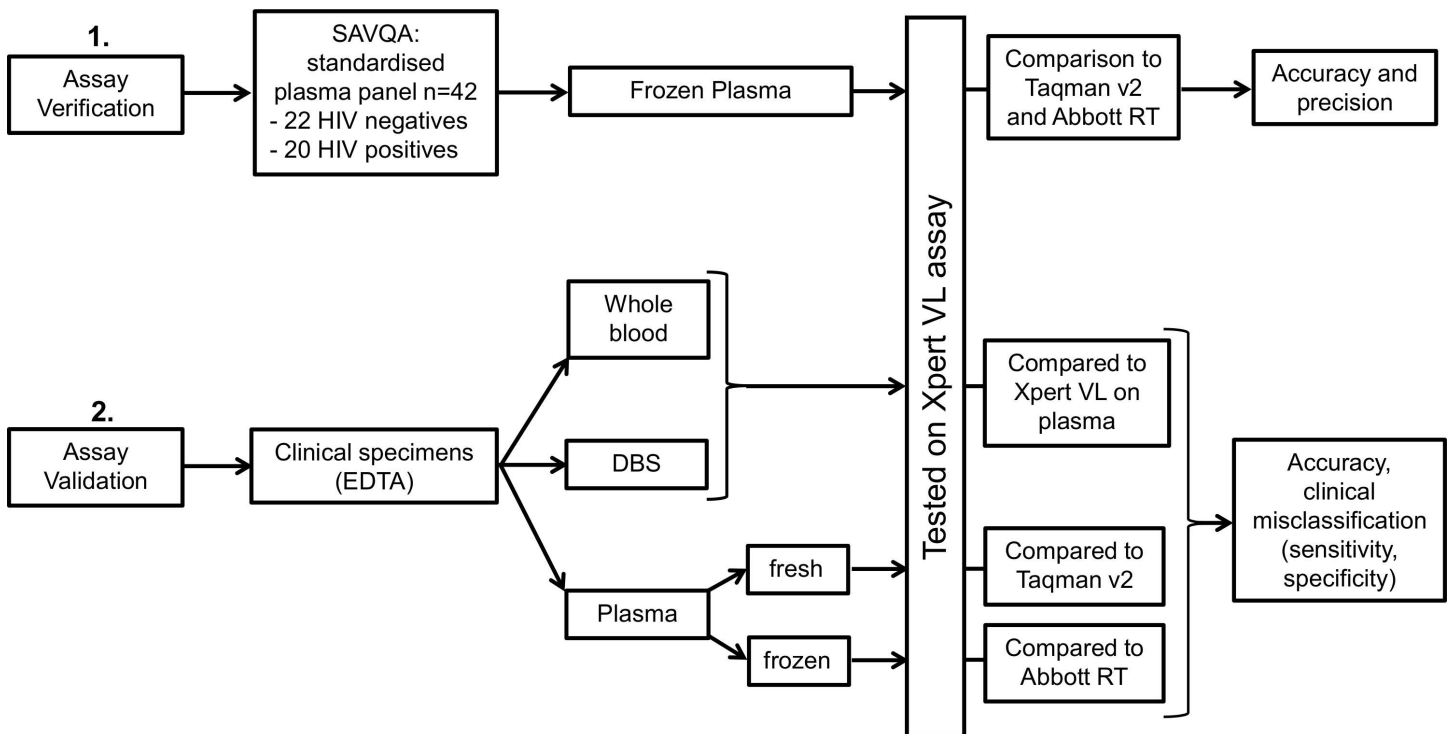 1.
Assay
Verification
SAVQA:
standardised
plasma panel n=42
- 22 HIV negatives
- 20 HIV positives
Frozen Plasma
Tested on Xpert VL assay
Comparison to
Taqman v2
and Abbott RT
Accuracy and
precision
2.
Assay
Validation
Clinical specimens
(EDTA)
Whole
blood
DBS
Plasma
fresh
frozen
Compared to
Xpert VL on
plasma
Compared to
Taqman v2
Compared to
Abbott RT
Accuracy,
clinical
misclassification
(sensitivity,
specificity)